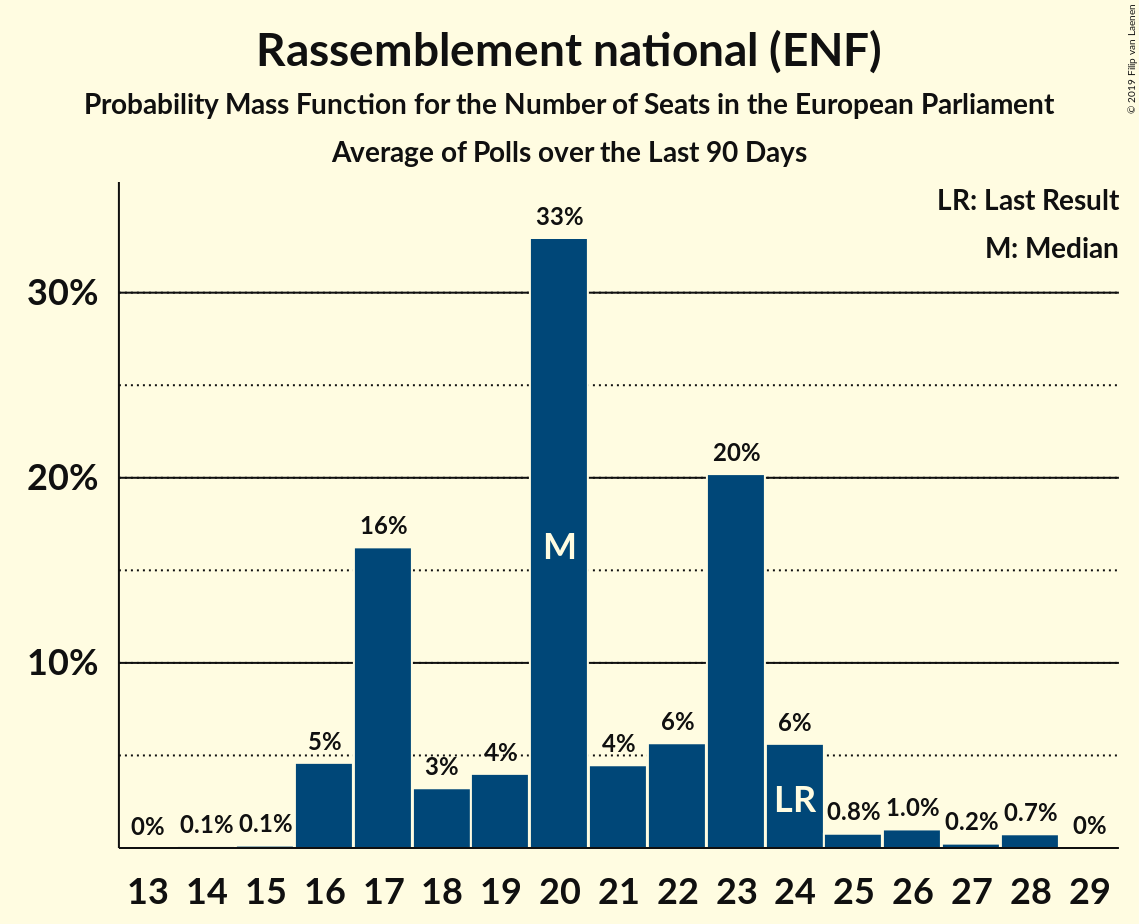 Rassemblement national (ENF)
Probability Mass Function for the Number of Seats in the European Parliament
Average of Polls over the Last 90 Days
© 2019 Filip van Laenen
LR: Last Result
M: Median
30%
20%
10%
0%
0.1%
0.1%
5%
16%
3%
4%
33%
4%
6%
20%
6%
0.8%
1.0%
0.2%
0.7%
0%
M
LR
13 14 15 16 17 18 19 20 21 22 23 24 25 26 27 28 29